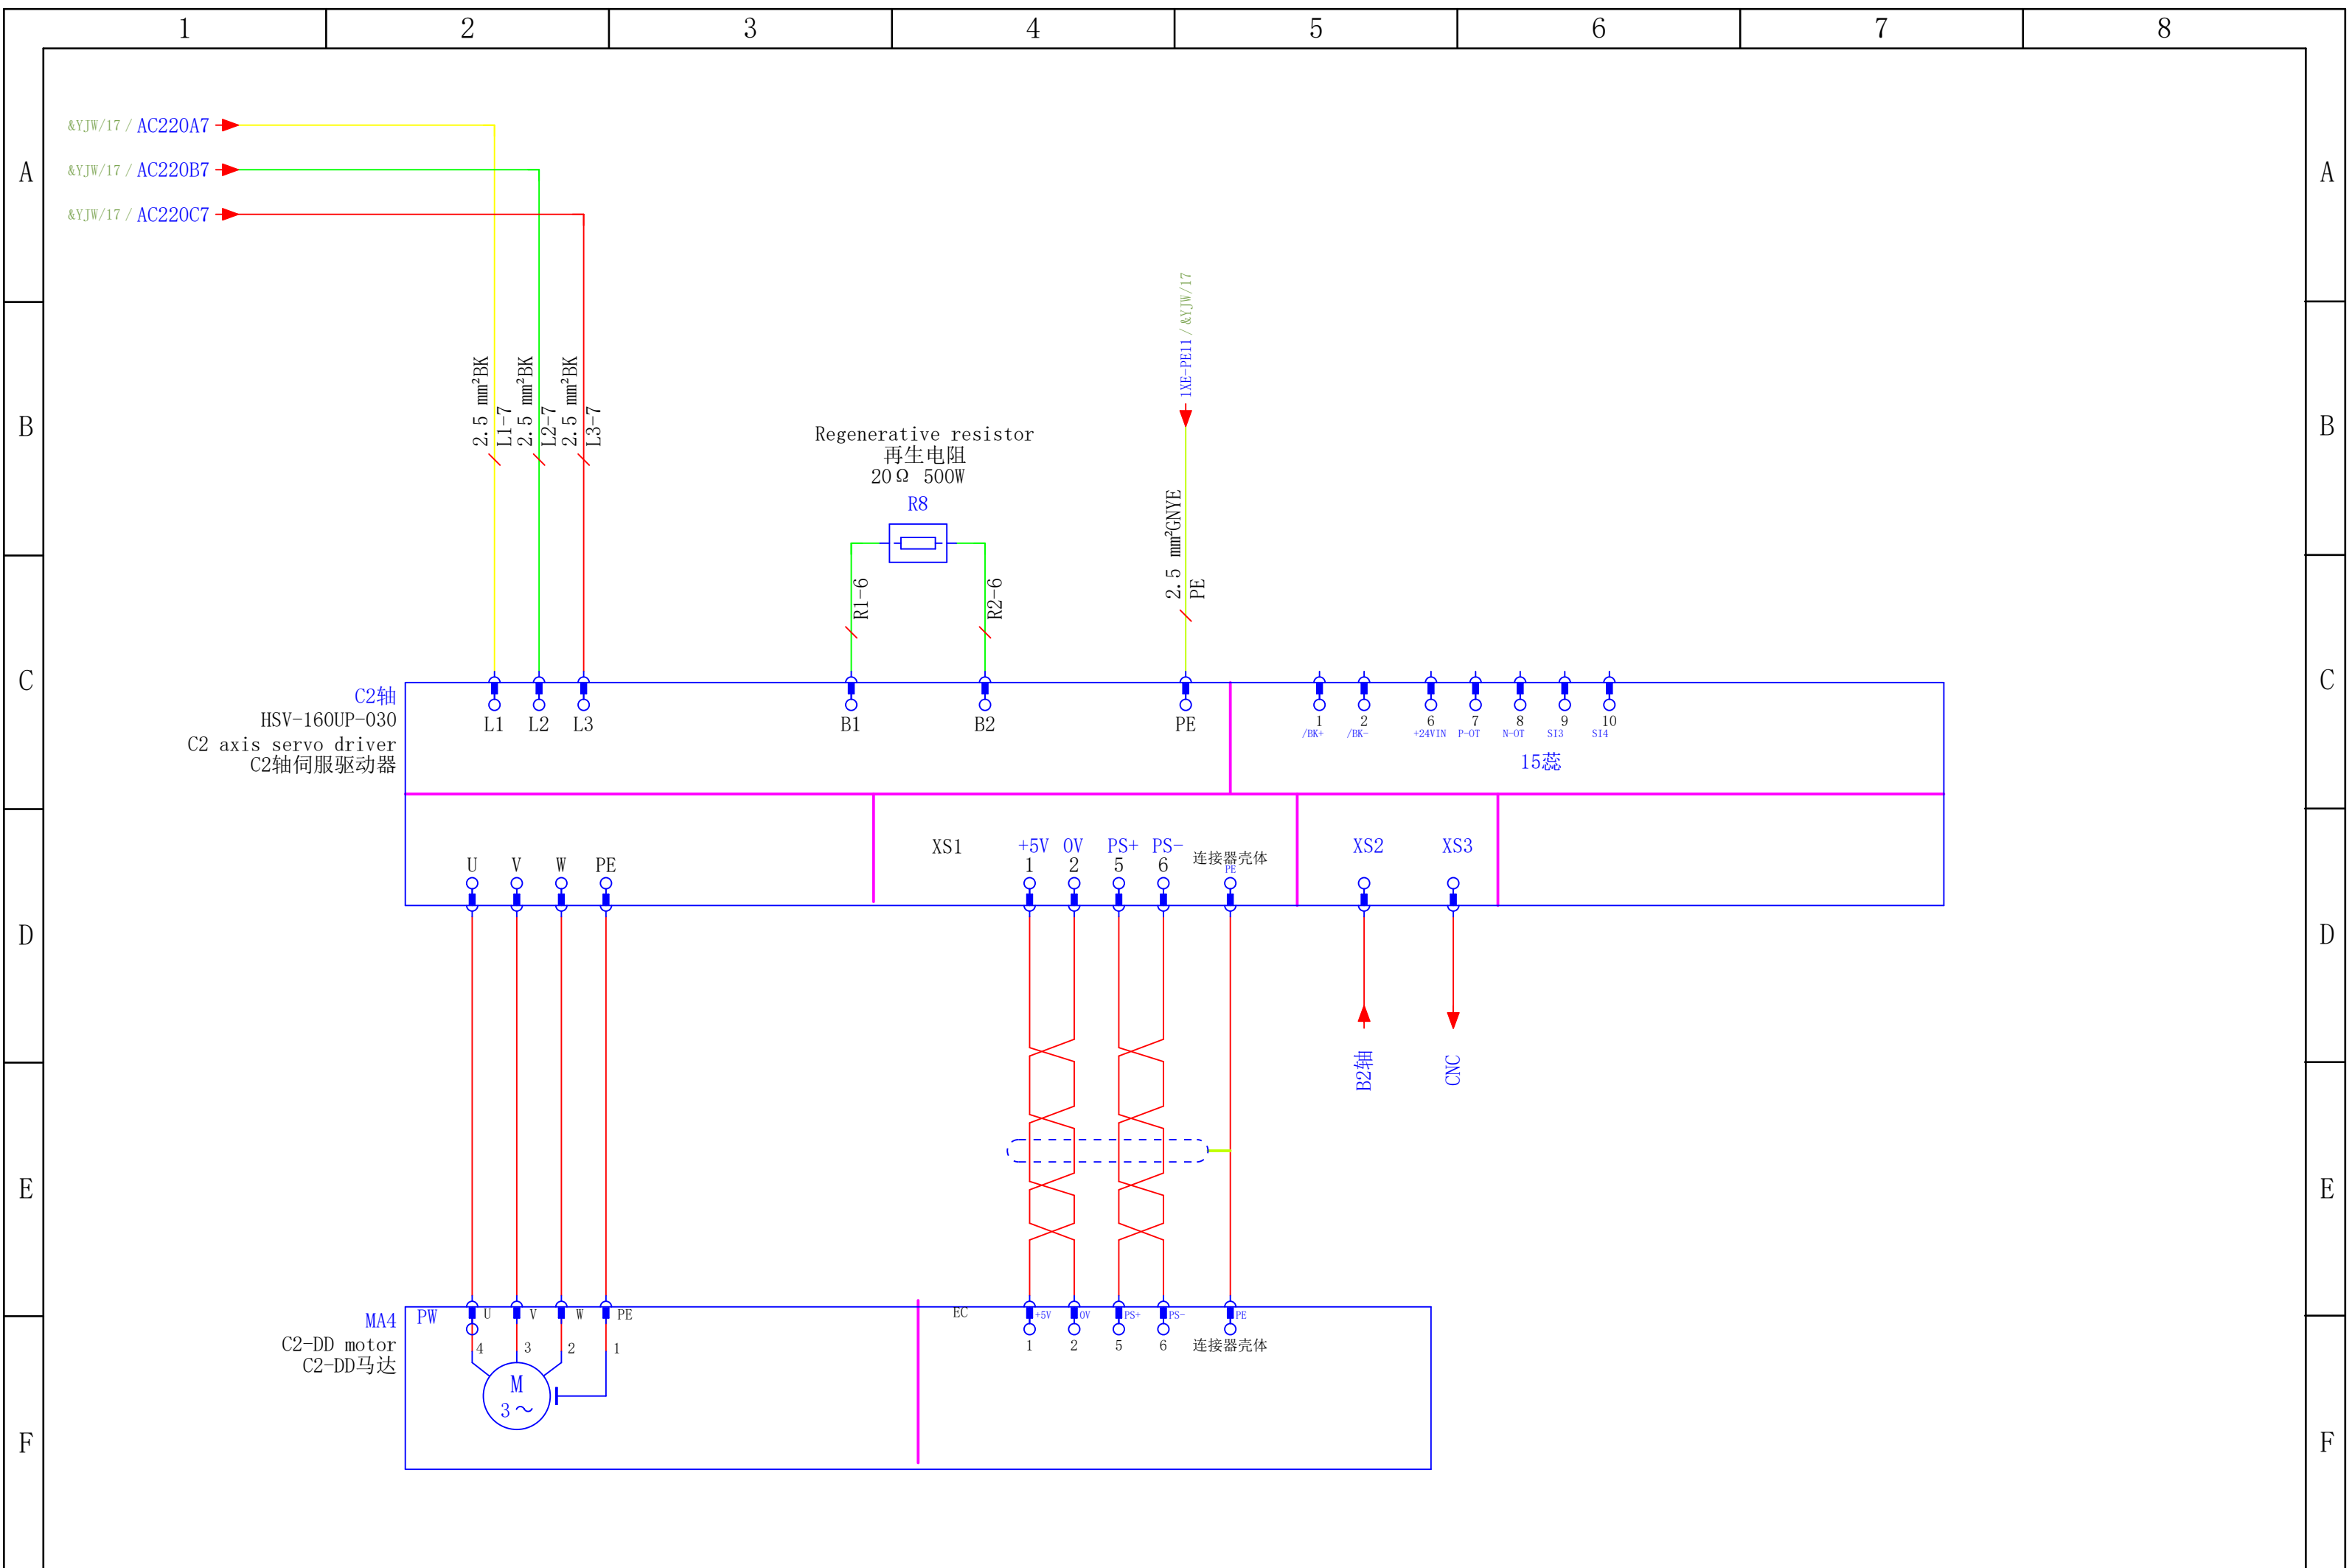 1 2 3 4 5 6 7 8
A A
&YJW/17 / AC220A7
&YJW/17 / AC220B7
&YJW/17 / AC220C7
B B
2.5 mm²BK
L1-7
2.5 mm²BK
L2-7
2.5 mm²BK
L3-7
1XE-PE11 / &YJW/17
Regenerative resistor
再生电阻
20Ω 500W
R8
R1-6
R2-6
2.5 mm²GNYE
PE
C C
C2轴
HSV-160UP-030
C2 axis servo driver
C2轴伺服驱动器
L1 L2 L3 B1 B2 PE
1 2 6 7 8 9 10
/BK+ /BK- +24VIN P-OT N-OT SI3 SI4
15蕊
D D
XS1 +5V 0V PS+ PS- XS2 XS3
U V W PE 1 2 5 6 连接器壳体
PE
B2轴
CNC
E E
F F
MA4
C2-DD motor
C2-DD马达
PW U V W PE
4 3 2 1
M
3～
EC +5V 0V PS+ PS- PE
1 2 5 6 连接器壳体